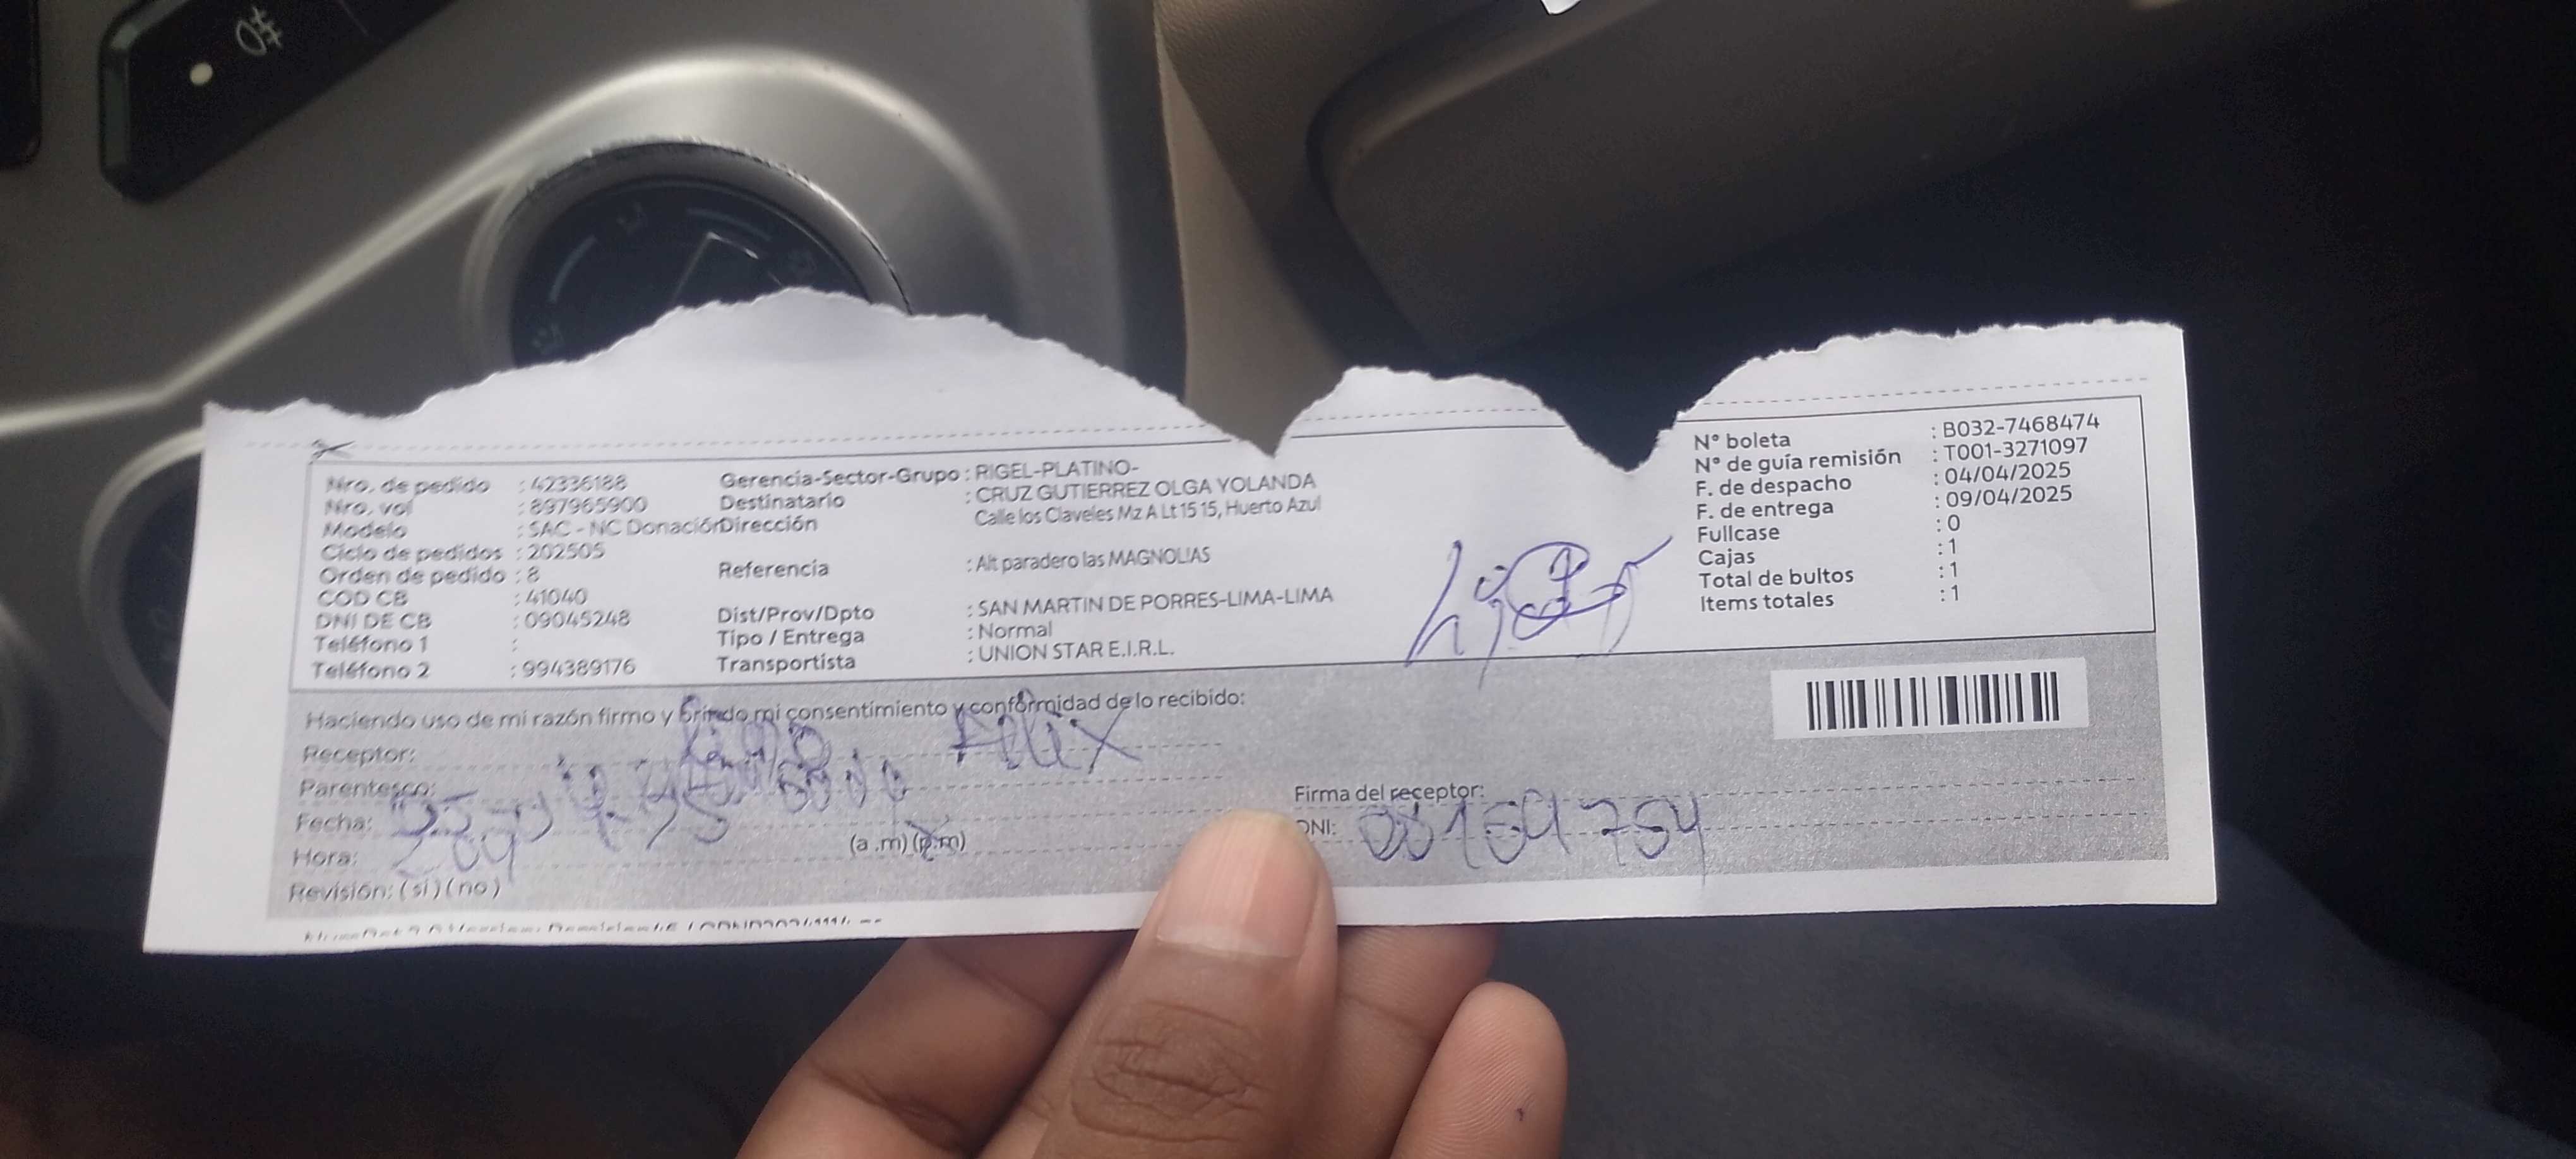 Nro. de pedido : 42336188 Gerencia-Sector-Grupo : RIGEL-PLATINO- N° boleta : B032-7468474
Nro. vol : 897965900 Destinatario : CRUZ GUTIERREZ OLGA YOLANDA N° de guía remisión : T001-3271097
Modelo : SAC - NC Donación Dirección Calle los Claveles Mz A Lt 15 15, Huerto Azul F. de despacho : 04/04/2025
Ciclo de pedidos : 202505 F. de entrega : 09/04/2025
Orden de pedido : 8 Referencia : Alt paradero las MAGNOLIAS Fullcase : 0
COD CB : 41040 Cajas : 1
DNI DE CB : 09045248 Dist/Prov/Dpto : SAN MARTIN DE PORRES-LIMA-LIMA Total de bultos : 1
Teléfono 1 : Tipo / Entrega : Normal Items totales : 1
Teléfono 2 : 994389176 Transportista : UNION STAR E.I.R.L.
Haciendo uso de mi razón firmo y brindo mi consentimiento y conformidad de lo recibido:
Receptor: Felix
Parentesco:
Firma del receptor:
Fecha:
DNI:
Hora: (a .m) (p.m)
Revisión: (si) (no)